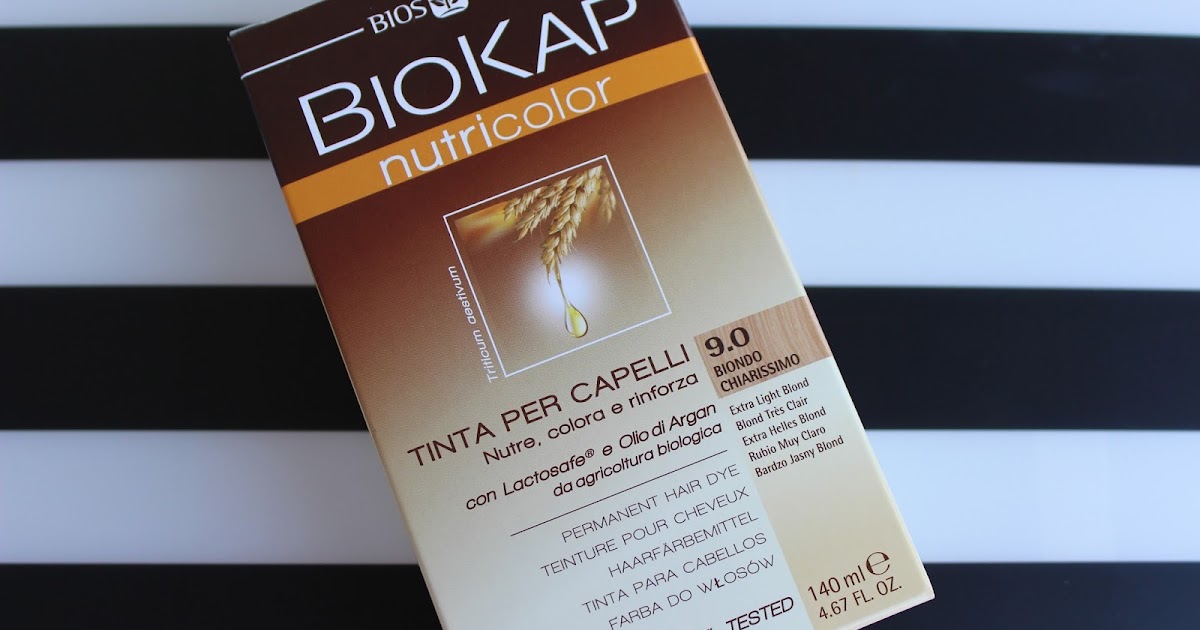 BIOS
BIOKAP
nutricolor
Triticum aestivum
TINTA PER CAPELLI
Nutre, colora e rinforza
con Lactosafe® e Olio di Argan
da agricoltura biologica
9.0
BIONDO
CHIARISSIMO
Extra Light Blond
Blond Très Clair
Extra Helles Blond
Rubio Muy Claro
Bardzo Jasny Blond
PERMANENT HAIR DYE
TEINTURE POUR CHEVEUX
HAARFÄRBEMITTEL
TINTA PARA CABELLOS
FARBA DO WŁOSÓW
TESTED
140 ml ℮
4.67 FL. OZ.